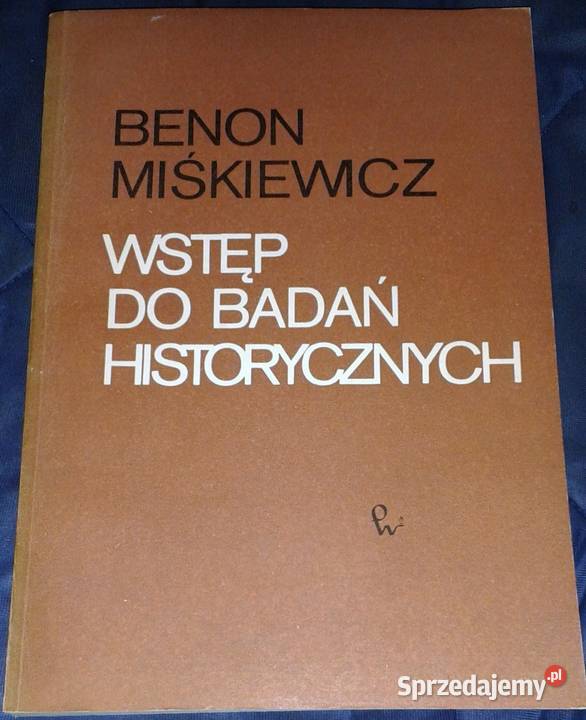 BENON
MIŚKIEWICZ
WSTĘP
DO BADAŃ
HISTORYCZNYCH
Sprzedajemy.pl